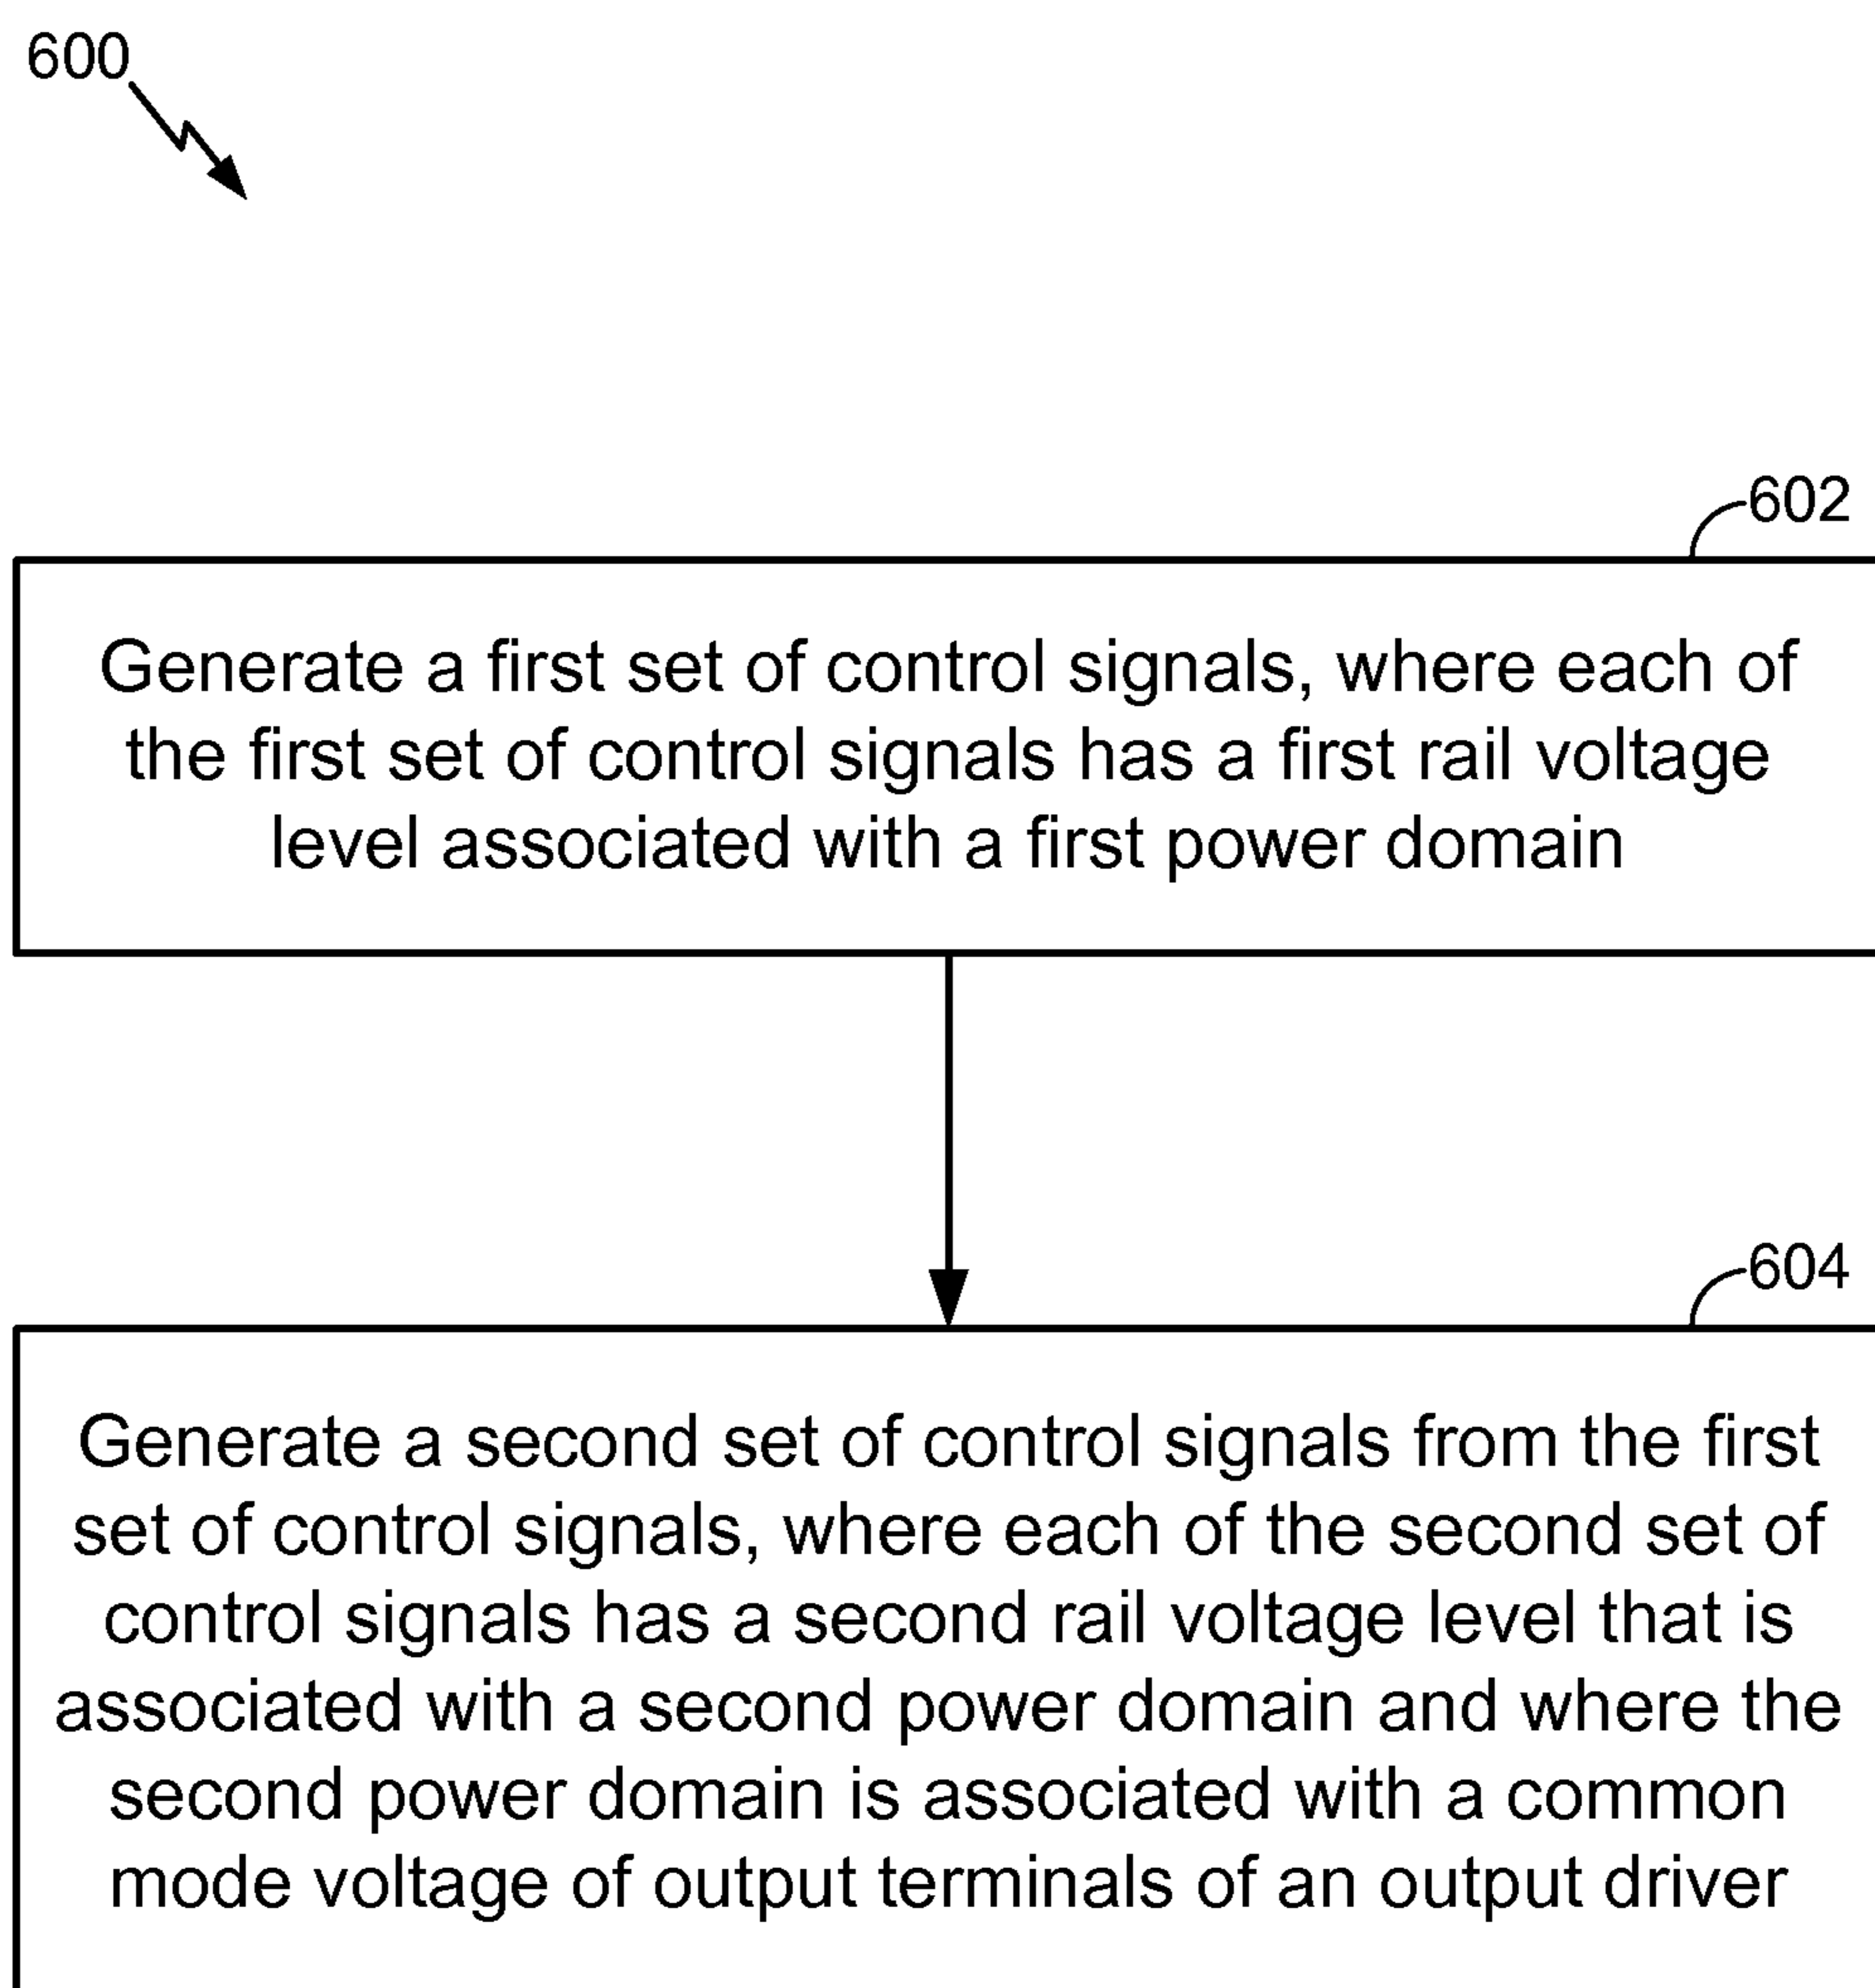 600
602
Generate a first set of control signals, where each of
the first set of control signals has a first rail voltage
level associated with a first power domain
604
Generate a second set of control signals from the first
set of control signals, where each of the second set of
control signals has a second rail voltage level that is
associated with a second power domain and where the
second power domain is associated with a common
mode voltage of output terminals of an output driver